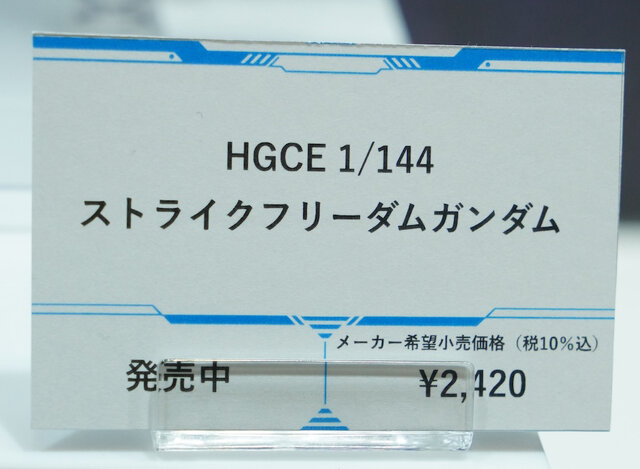 HGCE 1/144
ストライクフリーダムガンダム
メーカー希望小売価格（税10%込）
発売中
¥2,420